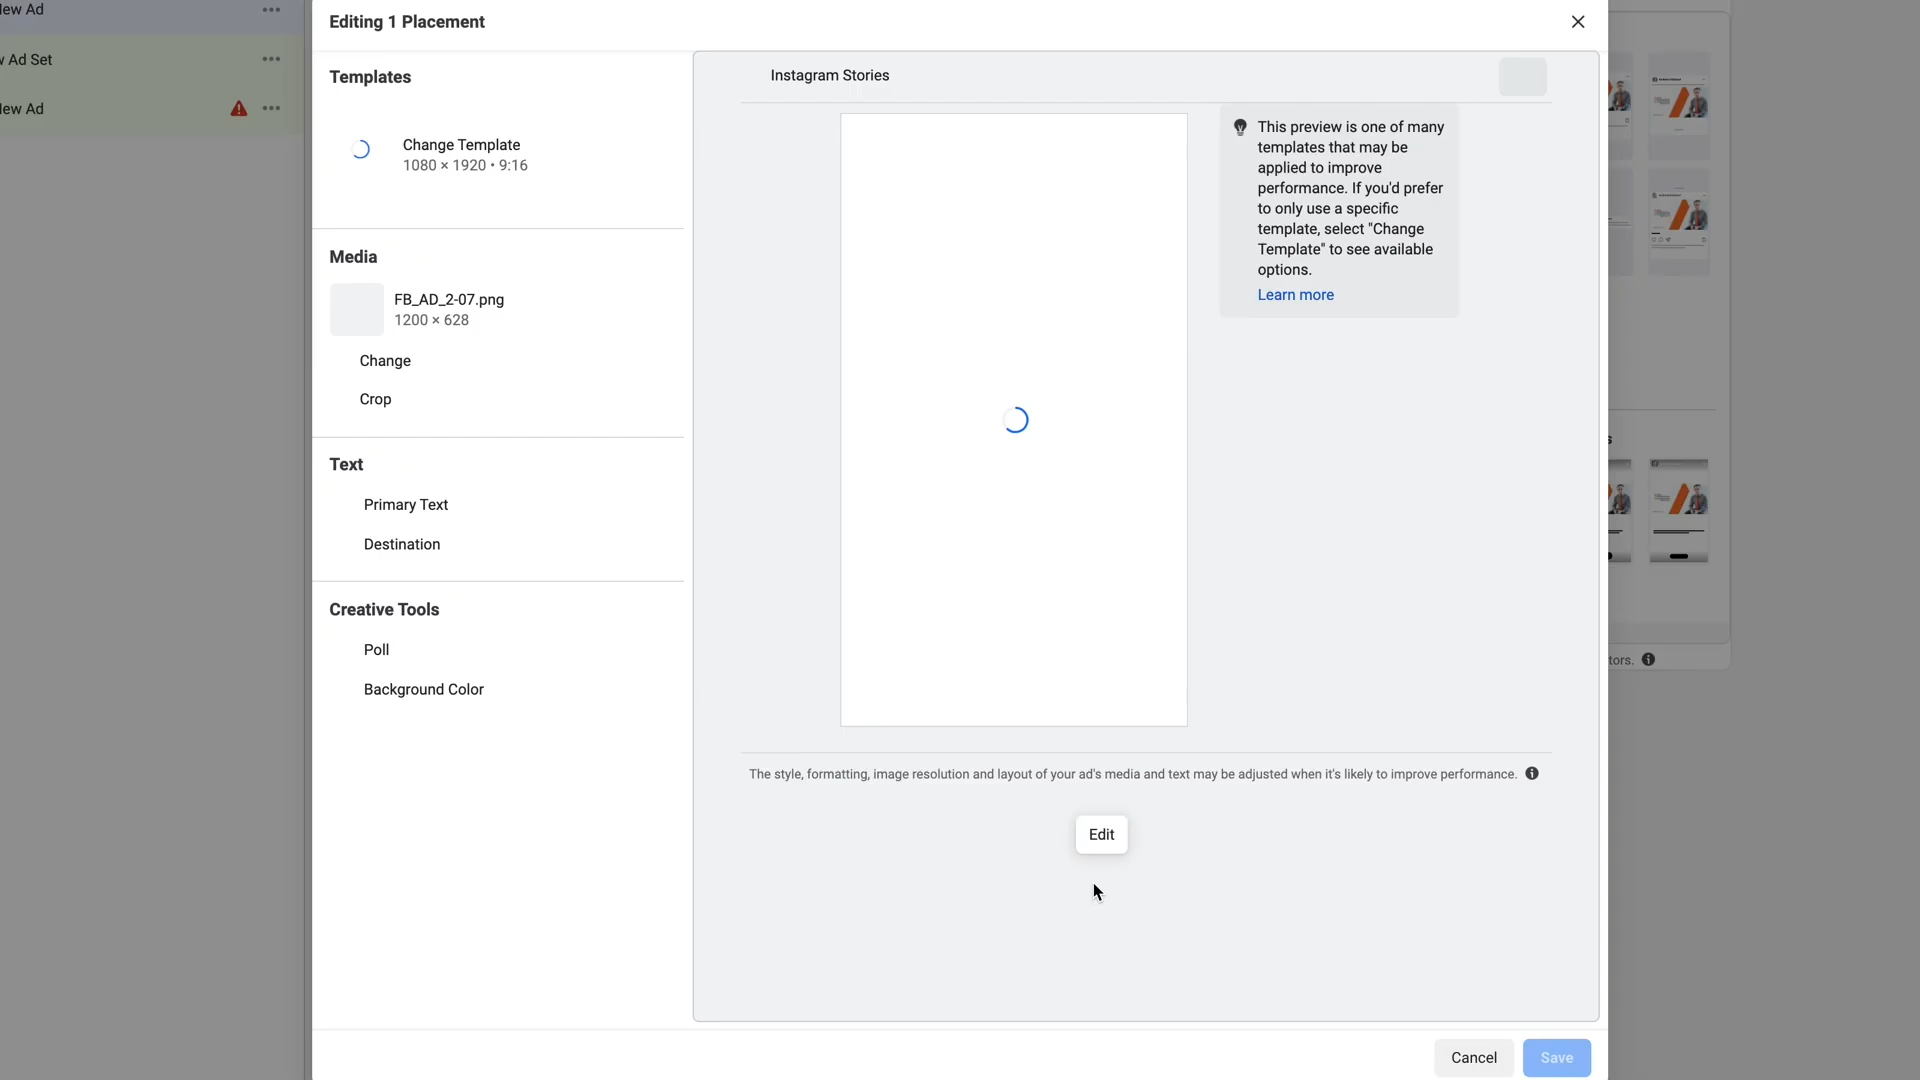 New Ad
Editing 1 Placement
Ad Set
New Ad
Templates
Change Template
1080 × 1920 • 9:16
Media
FB_AD_2-07.png
1200 × 628
Change
Crop
Text
Primary Text
Destination
Creative Tools
Poll
Background Color
Instagram Stories
This preview is one of many
templates that may be
applied to improve
performance. If you'd prefer
to only use a specific
template, select "Change
Template" to see available
options.
Learn more
The style, formatting, image resolution and layout of your ad's media and text may be adjusted when it's likely to improve performance.
Edit
Cancel
Save